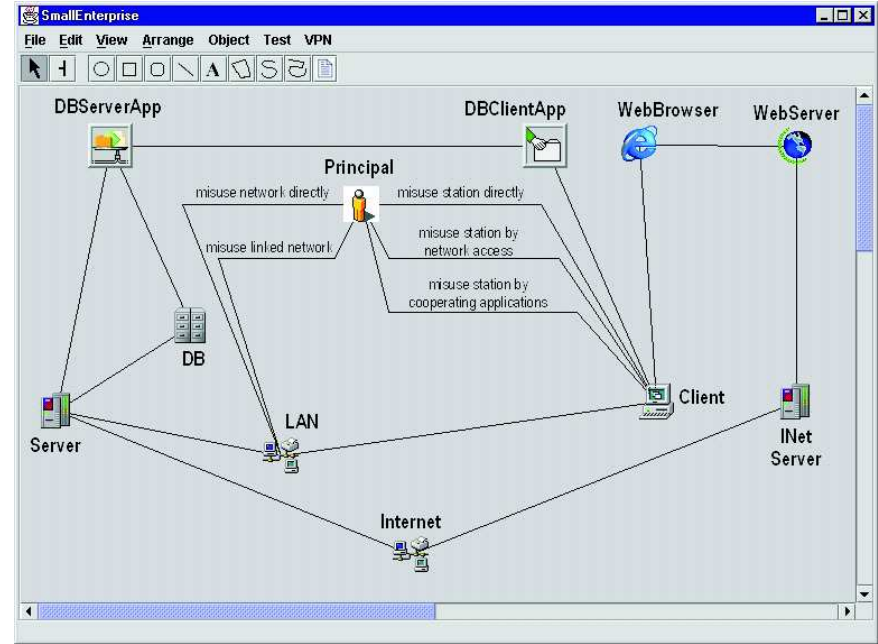 SmallEnterprise
File Edit View Arrange Object Test VPN
A
DBServerApp
DBClientApp
WebBrowser
WebServer
Principal
misuse network directly
misuse station directly
misuse linked network
misuse station by
network access
misuse station by
cooperating applications
DB
Server
LAN
Client
INet
Server
Internet